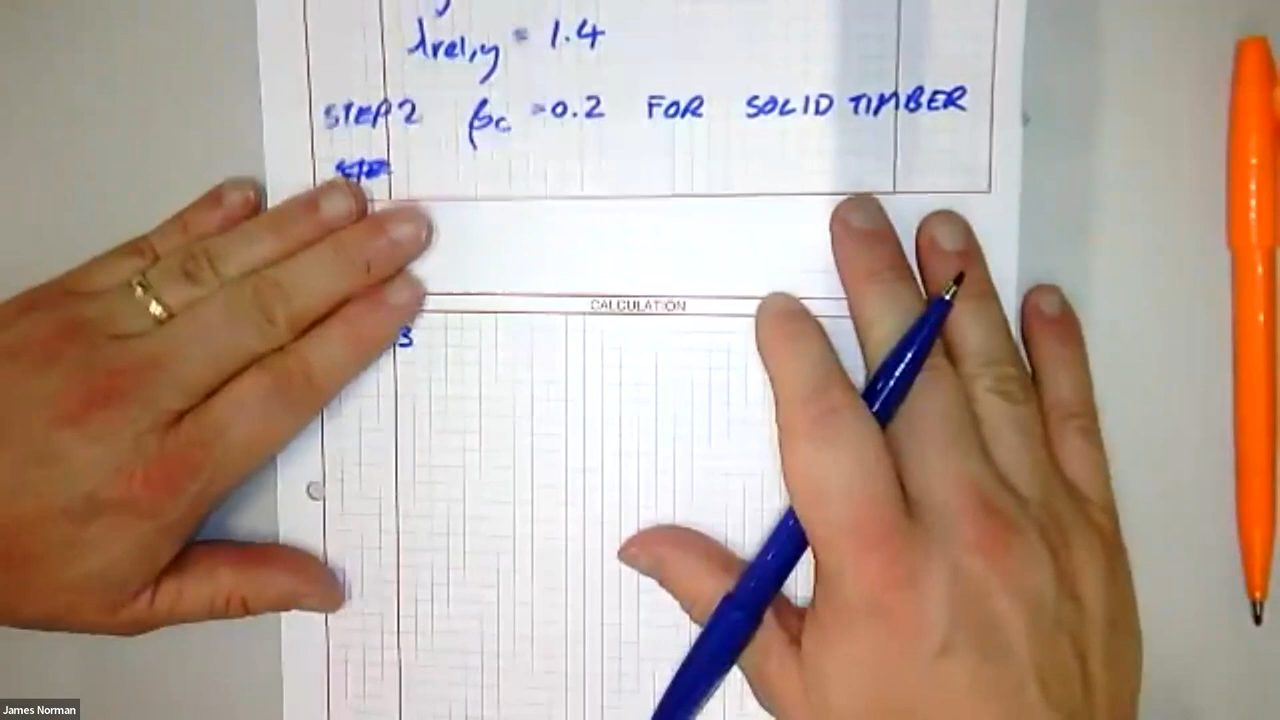 λrel,y = 1.4
STEP 2 βc = 0.2 FOR SOLID TIMBER
CALCULATION
3
James Norman